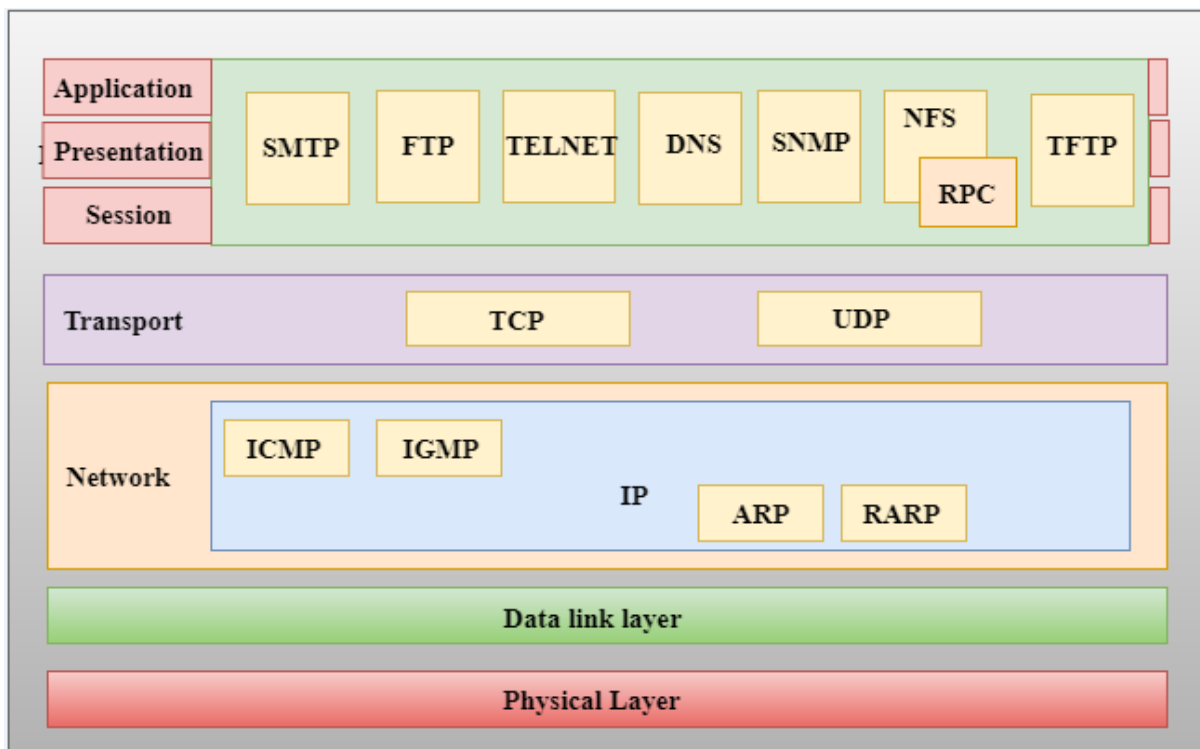 Application
Presentation
Session
SMTP FTP TELNET DNS SNMP NFS TFTP
RPC
Transport TCP UDP
ICMP IGMP
Network IP
ARP RARP
Data link layer
Physical Layer